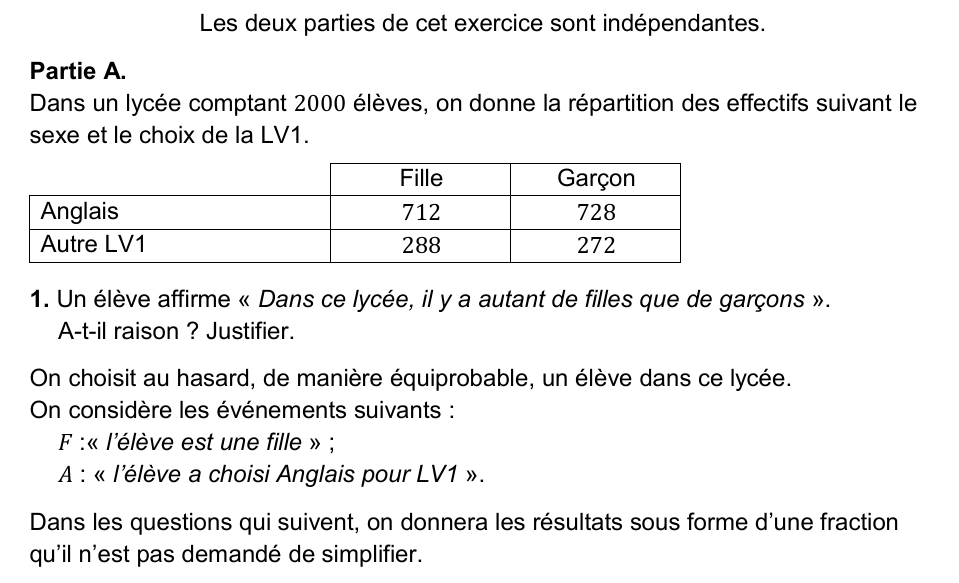 Les deux parties de cet exercice sont indépendantes.
Partie A.
Dans un lycée comptant 2000 élèves, on donne la répartition des effectifs suivant le
sexe et le choix de la LV1.
Fille Garçon
Anglais 712 728
Autre LV1 288 272
1. Un élève affirme « Dans ce lycée, il y a autant de filles que de garçons ».
A-t-il raison ? Justifier.
On choisit au hasard, de manière équiprobable, un élève dans ce lycée.
On considère les événements suivants :
F :« l’élève est une fille » ;
A : « l’élève a choisi Anglais pour LV1 ».
Dans les questions qui suivent, on donnera les résultats sous forme d’une fraction
qu’il n’est pas demandé de simplifier.